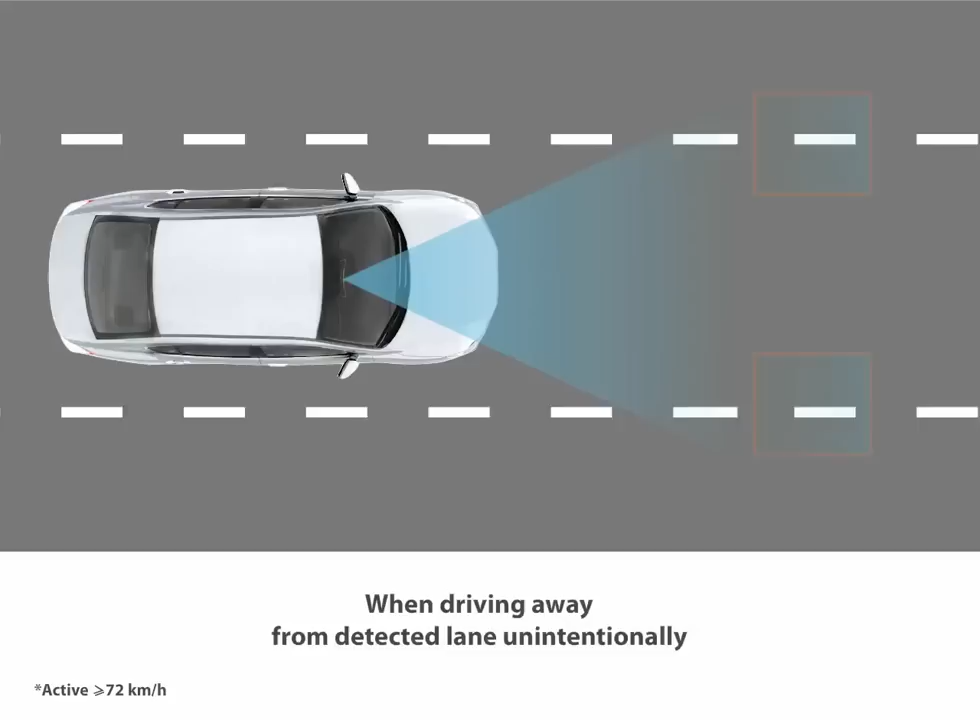 When driving away
from detected lane unintentionally
*Active ⩾72 km/h